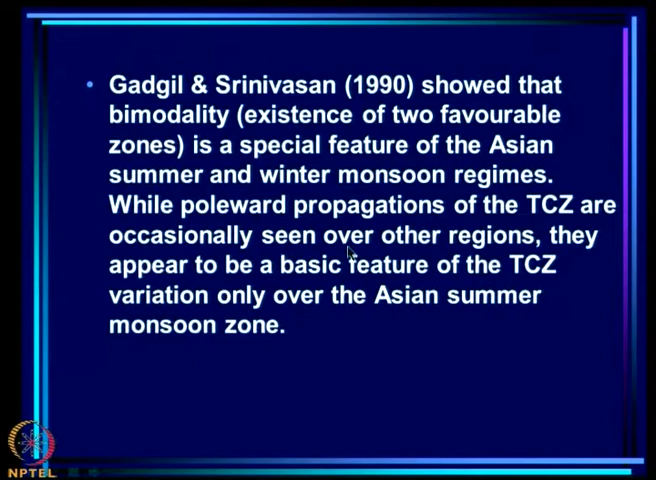 • Gadgil & Srinivasan (1990) showed that
bimodality (existence of two favourable
zones) is a special feature of the Asian
summer and winter monsoon regimes.
While poleward propagations of the TCZ are
occasionally seen over other regions, they
appear to be a basic feature of the TCZ
variation only over the Asian summer
monsoon zone.
NPTEL